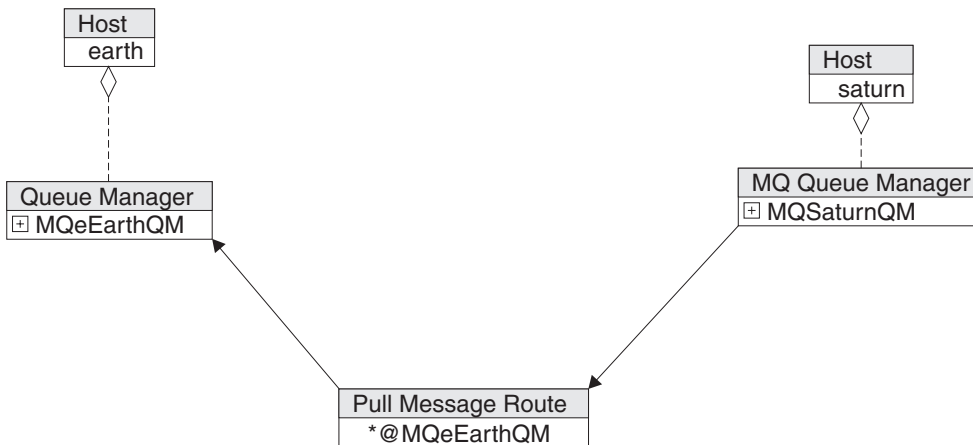 Host
earth
Host
saturn
Queue Manager
MQeEarthQM
MQ Queue Manager
MQSaturnQM
Pull Message Route
*@MQeEarthQM